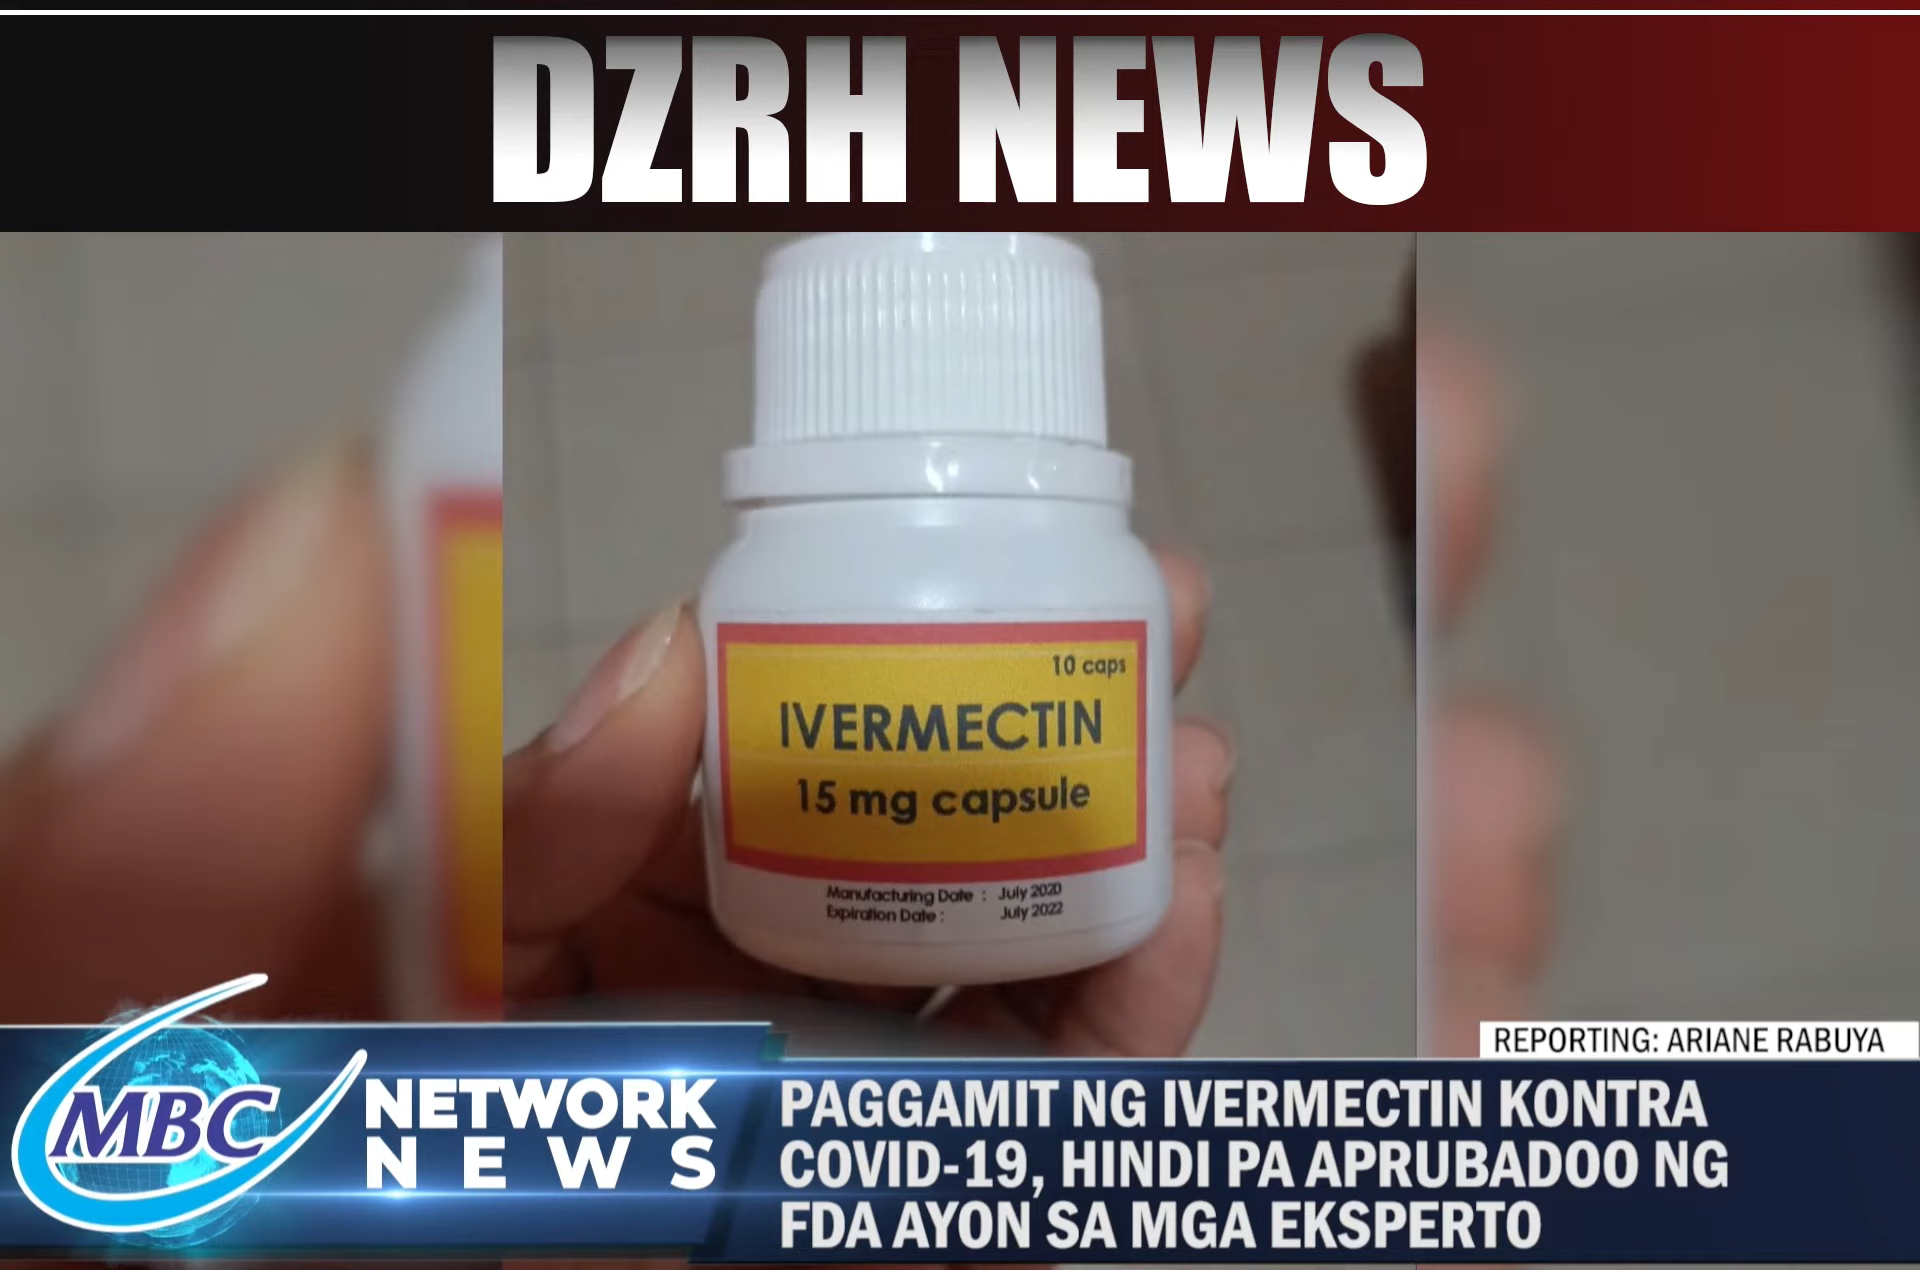 DZRH NEWS
10 caps
IVERMECTIN
15 mg capsule
Manufacturing Date : July 2020
Expiration Date : July 2022
REPORTING: ARIANE RABUYA
MBC
NETWORK
NEWS
PAGGAMIT NG IVERMECTIN KONTRA
COVID-19, HINDI PA APRUBADOO NG
FDA AYON SA MGA EKSPERTO